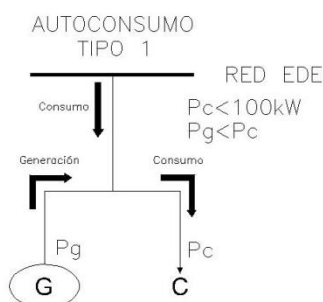 AUTOCONSUMO
TIPO 1
RED EDE
Consumo
Pc<100kW
Pg<Pc
Generación
Consumo
Pg
Pc
G
C